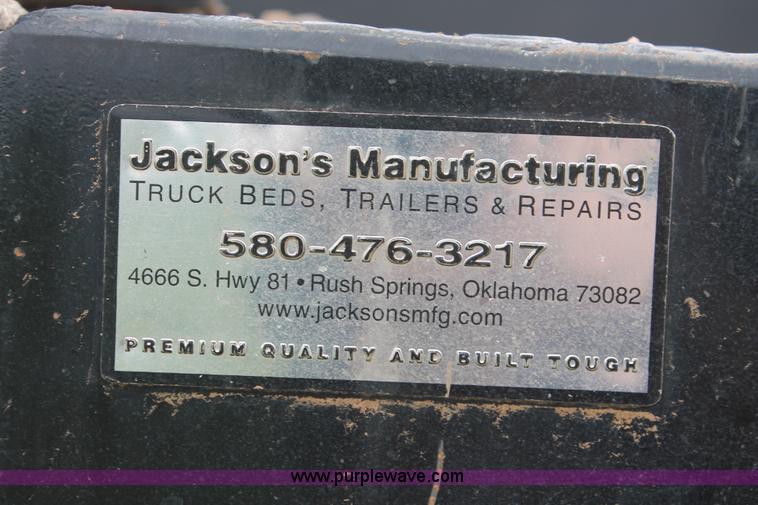 Jackson's Manufacturing
TRUCK BEDS, TRAILERS & REPAIRS
580-476-3217
4666 S. Hwy 81 • Rush Springs, Oklahoma 73082
www.jacksonsmfg.com
PREMIUM QUALITY AND BUILT TOUGH
www.purplewave.com